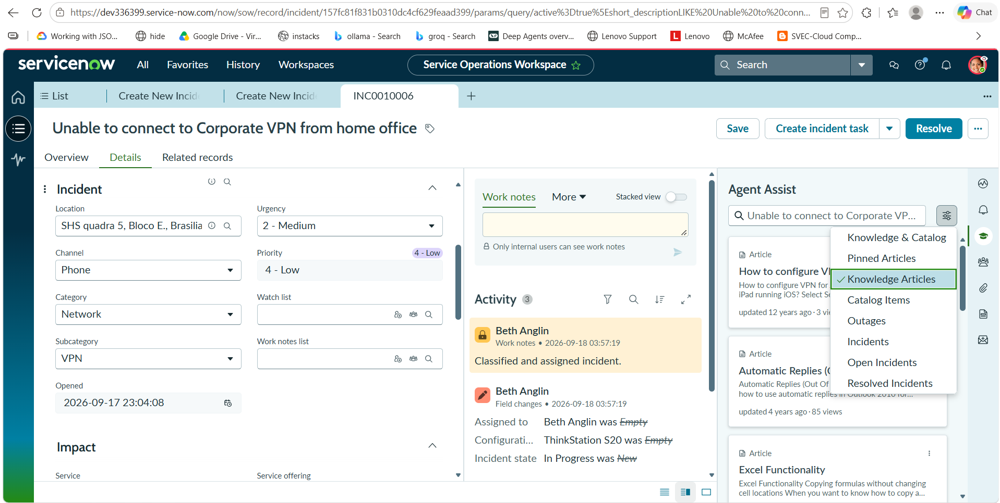 https://dev336399.service-now.com/now/sow/record/incident/157fc81f831b0310dc4cf629feaad399/params/query/active%3Dtrue%5Eshort_descriptionLIKE%20Unable%20to%20conn...
Chat
Working with JSO...
hide
Google Drive - Vir...
instacks
ollama - Search
groq - Search
Deep Agents overv...
Lenovo Support
L Lenovo
McAfee
SVEC-Cloud Comp...
servicenow
All
Favorites
History
Workspaces
Service Operations Workspace
Search
List
Create New Incid
Create New Incid
INC0010006
Unable to connect to Corporate VPN from home office
Save
Create incident task
Resolve
Overview
Details
Related records
Incident
Location
SHS quadra 5, Bloco E., Brasilia
Urgency
2 - Medium
Channel
Phone
Priority
4 - Low
4 - Low
Category
Network
Watch list
Subcategory
VPN
Work notes list
Opened
2026-09-17 23:04:08
Impact
Service
Service offering
Work notes
More
Stacked view
Only internal users can see work notes
Activity 3
Beth Anglin
Work notes • 2026-09-18 03:57:19
Classified and assigned incident.
Beth Anglin
Field changes • 2026-09-18 03:57:19
Assigned to Beth Anglin was Empty
Configurati... ThinkStation S20 was Empty
Incident state In Progress was New
Agent Assist
Unable to connect to Corporate VP...
Knowledge & Catalog
Pinned Articles
Knowledge Articles
Catalog Items
Outages
Incidents
Open Incidents
Resolved Incidents
Article
How to configure
How to configure VPN for
iPad running iOS? Select
updated 12 years ago · 3
Article
Automatic Replies
Automatic Replies (Out Of
how to use automatic replies in Outlook 2010 for...
updated 4 years ago · 85 views
Article
Excel Functionality
Excel Functionality Copying formulas without changing
cell locations When you want to know how to copy a...